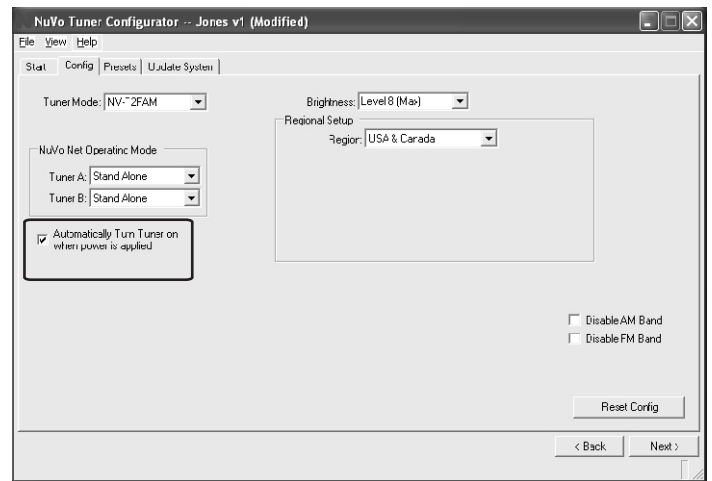 NuVo Tuner Configurator -- Jones v1 (Modified)
File View Help
Start Config Presets Update System
Tuner Mode: NV-T2FAM
Brightness: Level 8 (Max)
Regional Setup
Region: USA & Canada
NuVo Net Operating Mode
Tuner A: Stand Alone
Tuner B: Stand Alone
Automatically Turn Tuner on
when power is applied
Disable AM Band
Disable FM Band
Reset Config
< Back Next >